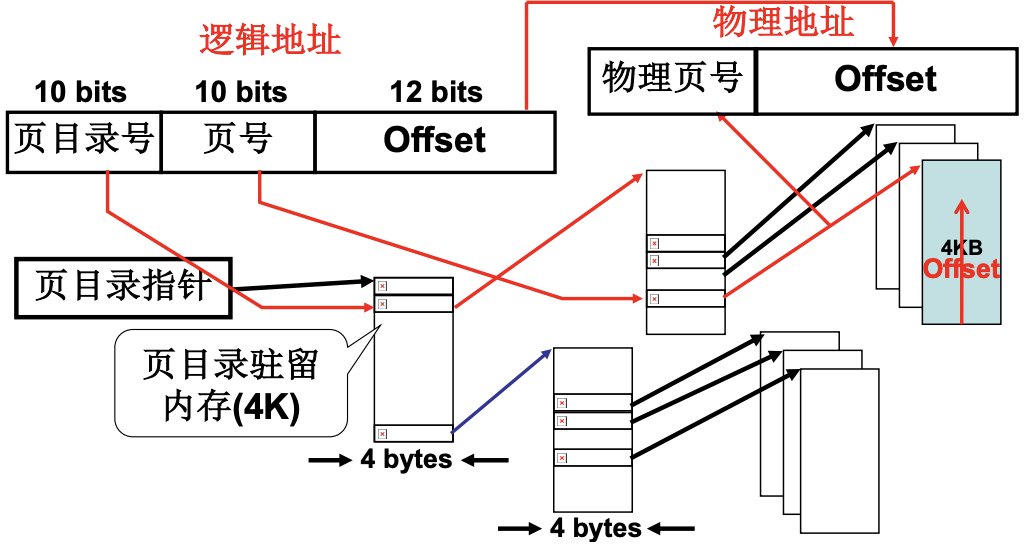 逻辑地址
物理地址
10 bits
10 bits
12 bits
页目录号
页号
Offset
物理页号
Offset
页目录指针
4KB
Offset
页目录驻留
内存(4K)
4 bytes
4 bytes